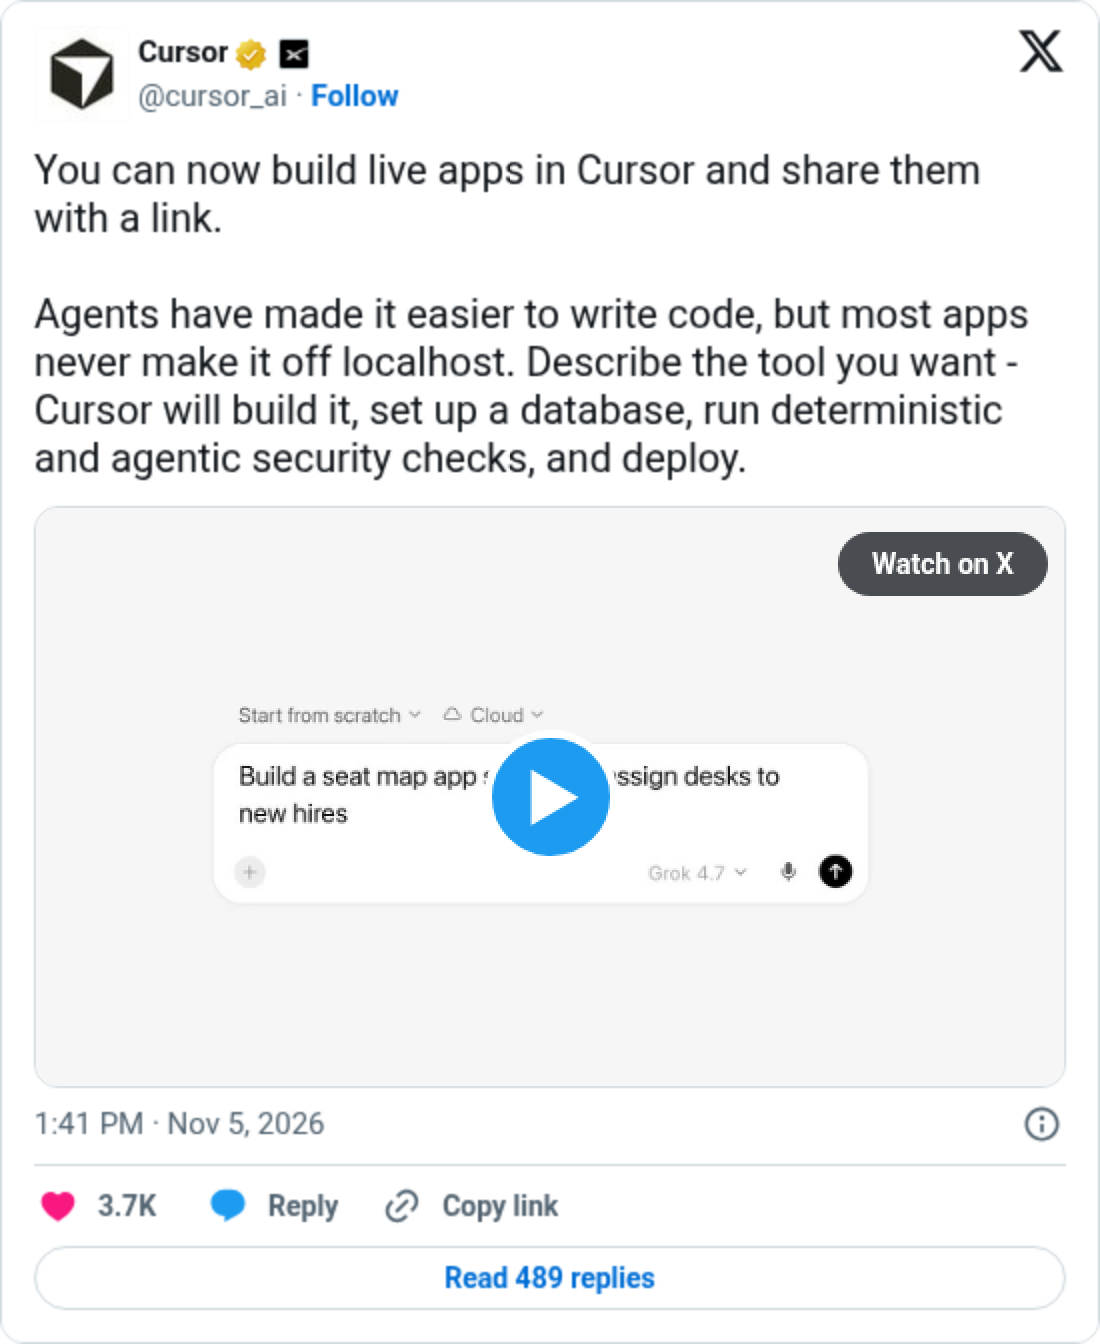 Cursor
@cursor_ai · Follow
You can now build live apps in Cursor and share them
with a link.
Agents have made it easier to write code, but most apps
never make it off localhost. Describe the tool you want -
Cursor will build it, set up a database, run deterministic
and agentic security checks, and deploy.
Watch on X
Start from scratch Cloud
Build a seat map app desks to
new hires
Grok 4.7
1:41 PM · Nov 5, 2026
3.7K Reply Copy link
Read 489 replies